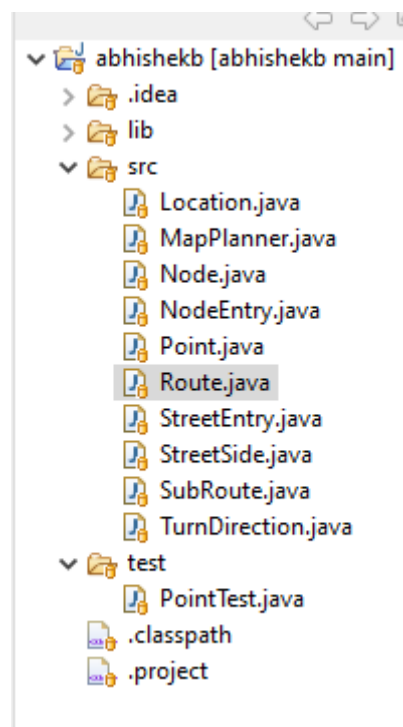 abhishekb [abhishekb main]
.idea
lib
src
Location.java
MapPlanner.java
Node.java
NodeEntry.java
Point.java
Route.java
StreetEntry.java
StreetSide.java
SubRoute.java
TurnDirection.java
test
PointTest.java
.classpath
.project